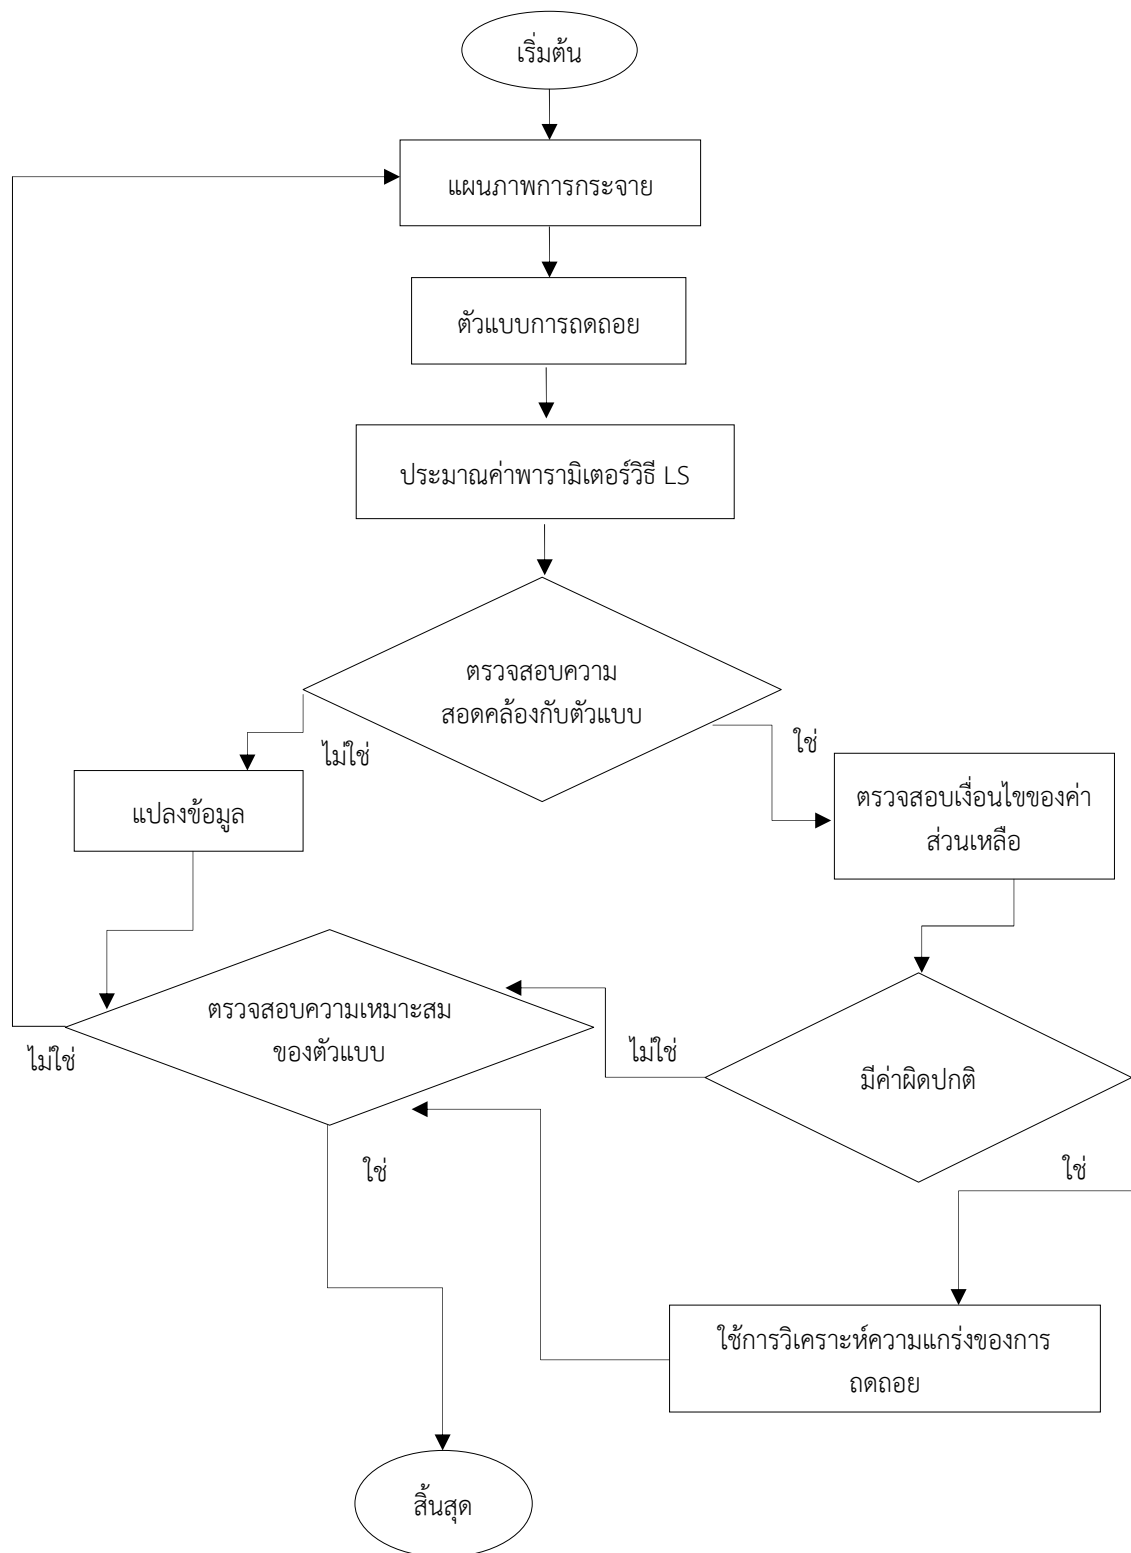 เริ่มต้น
แผนภาพการกระจาย
ตัวแบบการถดถอย
ประมาณค่าพารามิเตอร์วิธี LS
ตรวจสอบความ
สอดคล้องกับตัวแบบ
ไม่ใช่
ใช่
แปลงข้อมูล
ตรวจสอบเงื่อนไขของค่า
ส่วนเหลือ
ตรวจสอบความเหมาะสม
ของตัวแบบ
ไม่ใช่
ไม่ใช่
มีค่าผิดปกติ
ใช่
ใช่
ใช้การวิเคราะห์ความแกร่งของการ
ถดถอย
สิ้นสุด